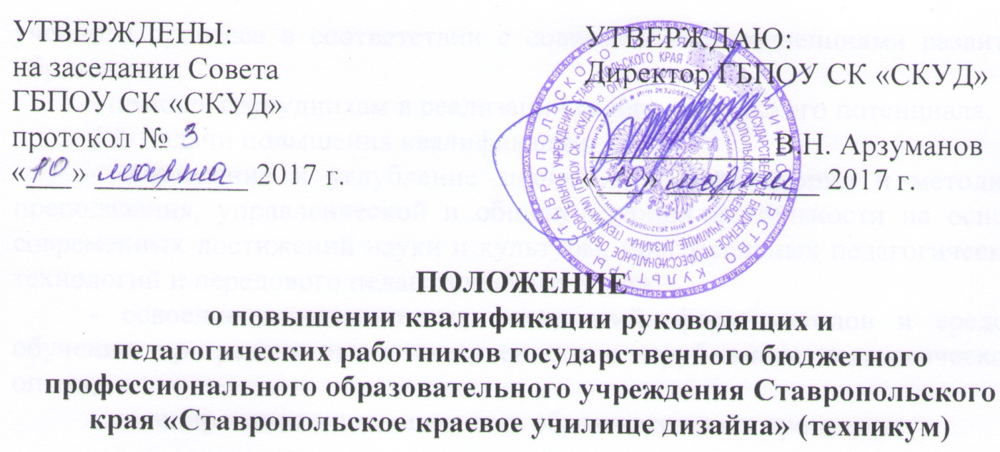 УТВЕРЖДЕНЫ:
на заседании Совета
ГБПОУ СК «СКУД»
протокол № 3
«10» марта 2017 г.
УТВЕРЖДАЮ:
Директор ГБПОУ СК «СКУД»
В.Н. Арзуманов
«10» марта 2017 г.
ПОЛОЖЕНИЕ
о повышении квалификации руководящих и
педагогических работников государственного бюджетного
профессионального образовательного учреждения Ставропольского
края «Ставропольское краевое училище дизайна» (техникум)